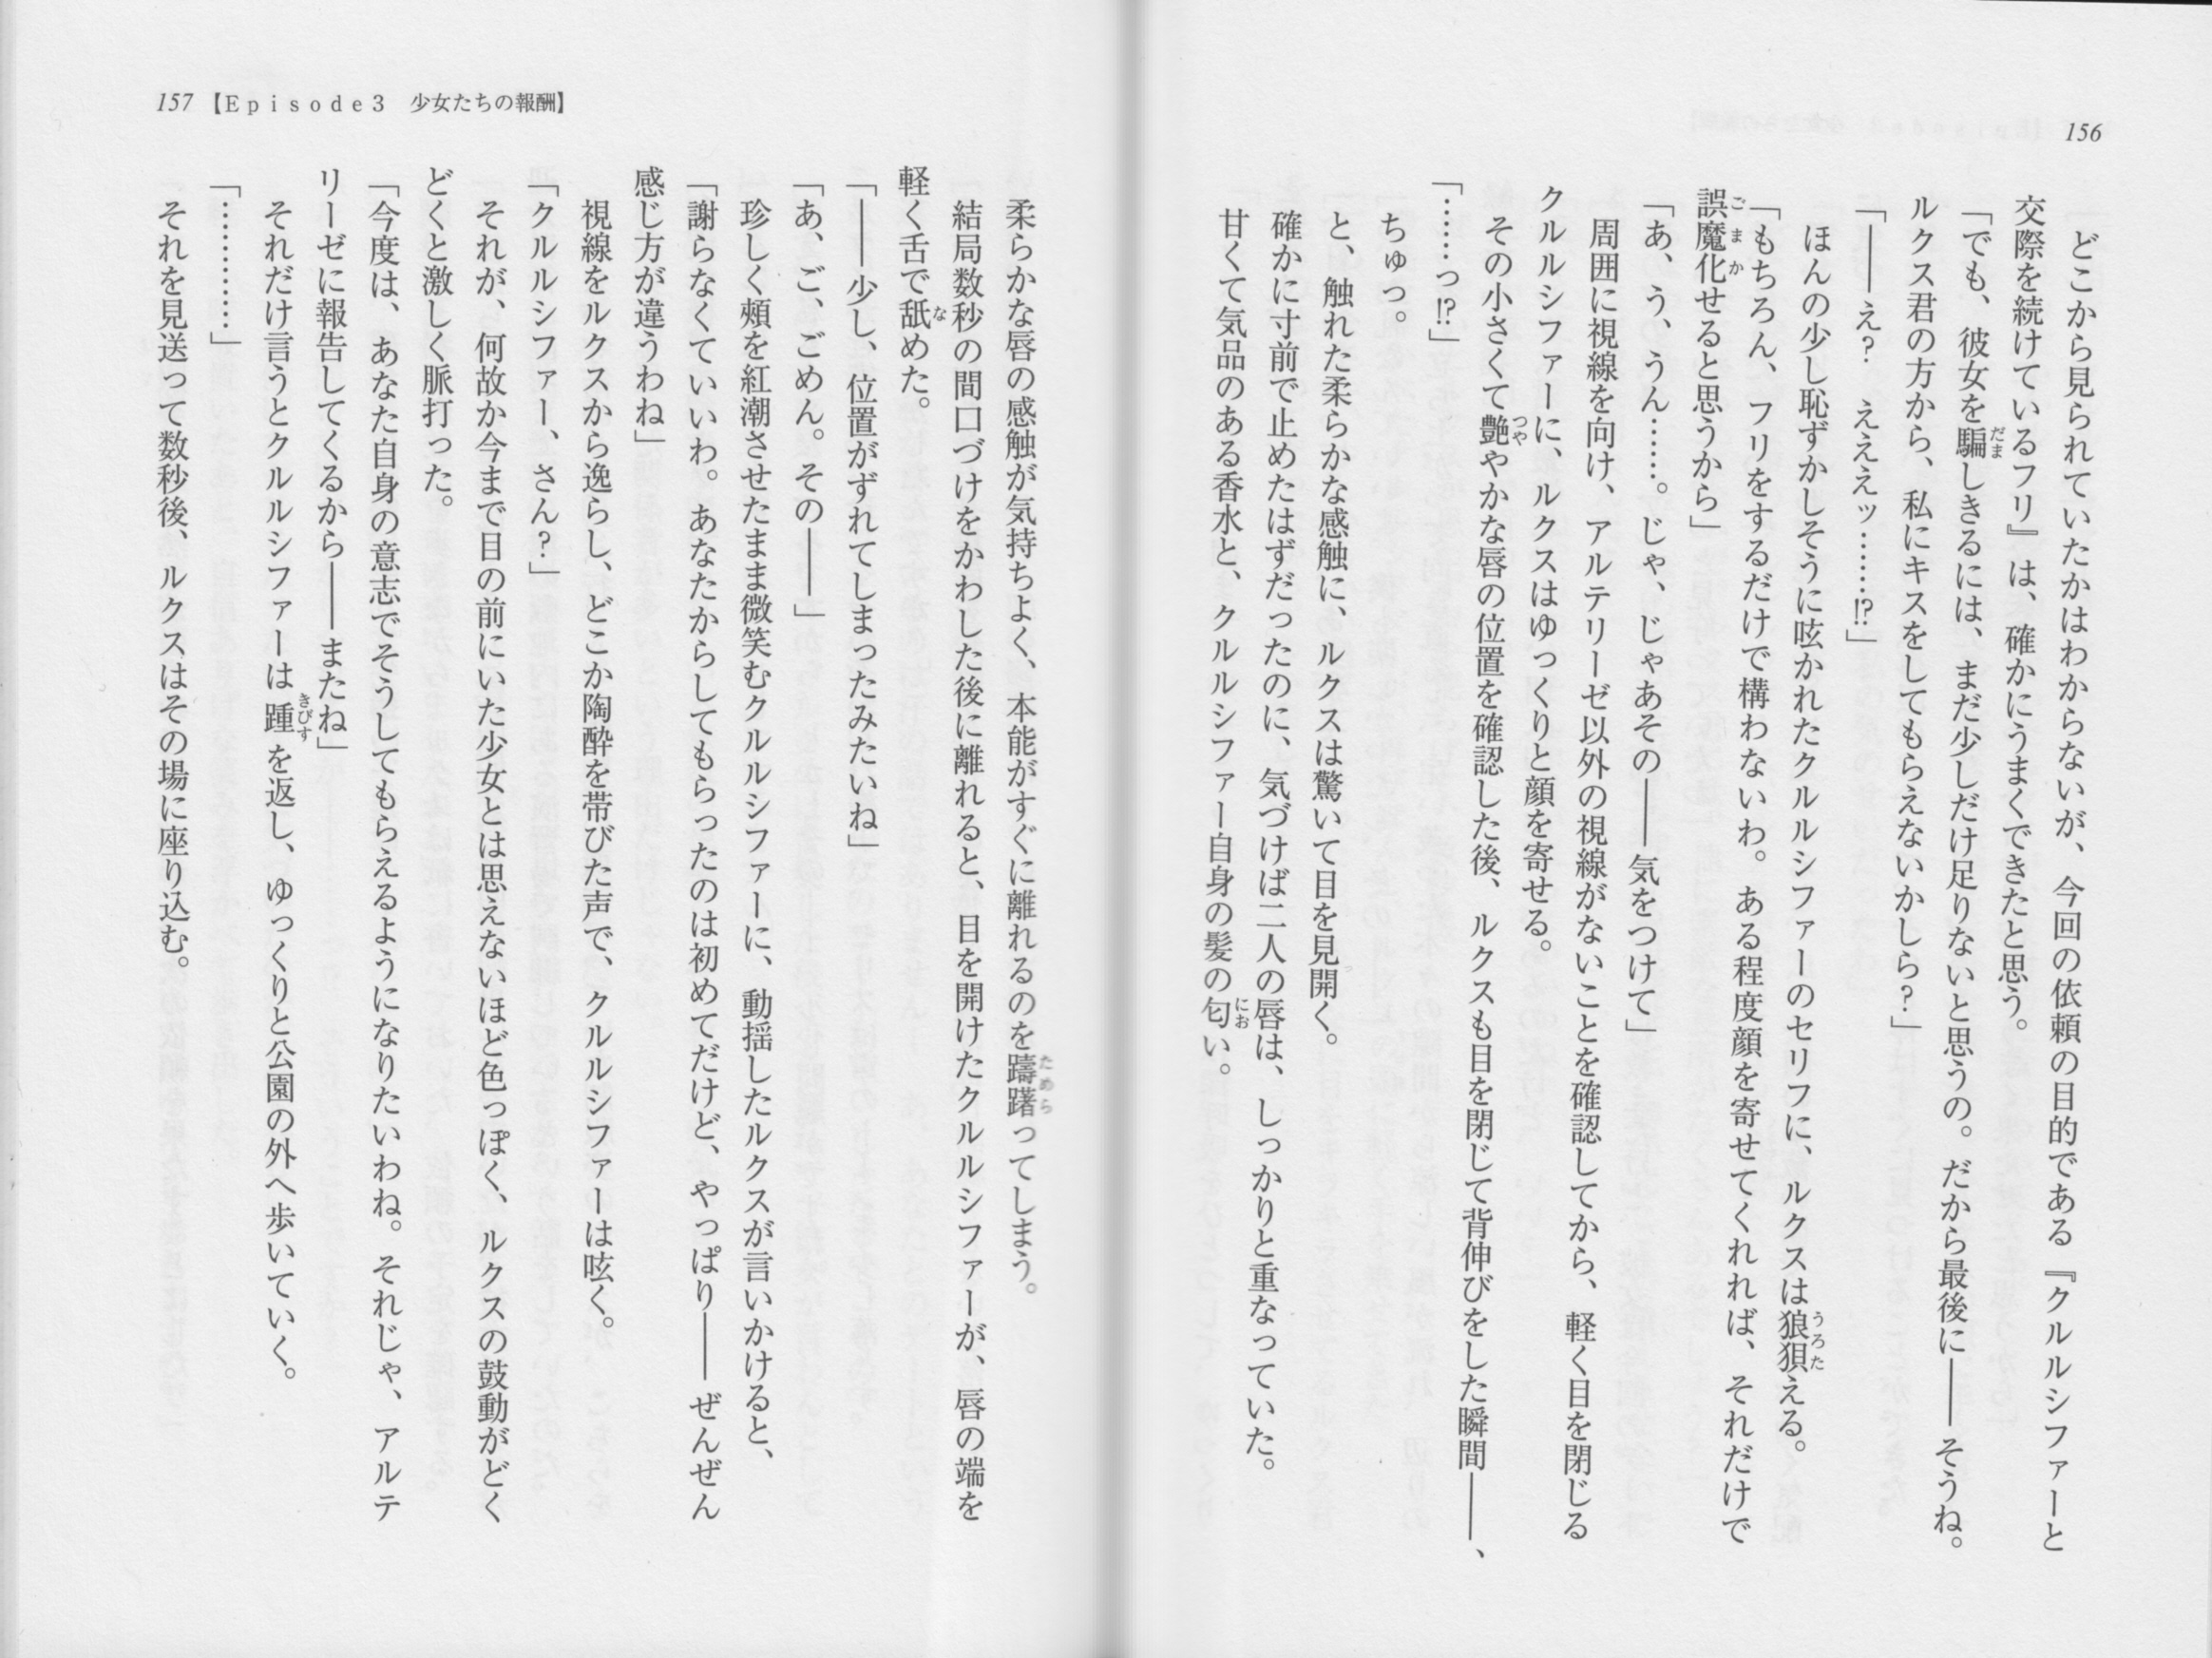 156
どこから見られていたかはわからないが、今回の依頼の目的である『クルルシファーと
交際を続けているフリ』は、確かにうまくできたと思う。
「でも、彼女を騙しきるには、まだ少しだけ足りないと思うの。だから最後に――そうね。
ルクス君の方から、私にキスをしてもらえないかしら?」
「――え? えええッ……⁉」
ほんの少し恥ずかしそうに呟かれたクルルシファーのセリフに、ルクスは狼狽える。
「もちろん、フリをするだけで構わないわ。ある程度顔を寄せてくれれば、それだけで
誤魔化せると思うから」
「あ、う、うん……。じゃ、じゃあその――気をつけて」
周囲に視線を向け、アルテリーゼ以外の視線がないことを確認してから、軽く目を閉じる
クルルシファーに、ルクスはゆっくりと顔を寄せる。
その小さくて艶やかな唇の位置を確認した後、ルクスも目を閉じて背伸びをした瞬間――、
「……っ⁉」
ちゅっ。
と、触れた柔らかな感触に、ルクスは驚いて目を見開く。
確かに寸前で止めたはずだったのに、気づけば二人の唇は、しっかりと重なっていた。
甘くて気品のある香水と、クルルシファー自身の髪の匂い。
157 【Episode3 少女たちの報酬】
柔らかな唇の感触が気持ちよく、本能がすぐに離れるのを躊躇ってしまう。
結局数秒の間口づけをかわした後に離れると、目を開けたクルルシファーが、唇の端を
軽く舌で舐めた。
「――少し、位置がずれてしまったみたいね」
「あ、ご、ごめん。その――」
珍しく頰を紅潮させたまま微笑むクルルシファーに、動揺したルクスが言いかけると、
「謝らなくていいわ。あなたからしてもらったのは初めてだけど、やっぱり――ぜんぜん
感じ方が違うわね」
視線をルクスから逸らし、どこか陶酔を帯びた声で、クルルシファーは呟く。
「クルルシファー、さん?」
それが、何故か今まで目の前にいた少女とは思えないほど色っぽく、ルクスの鼓動がどく
どくと激しく脈打った。
「今度は、あなた自身の意志でそうしてもらえるようになりたいわね。それじゃ、アルテ
リーゼに報告してくるから――またね」
それだけ言うとクルルシファーは踵を返し、ゆっくりと公園の外へ歩いていく。
「…………」
それを見送って数秒後、ルクスはその場に座り込む。